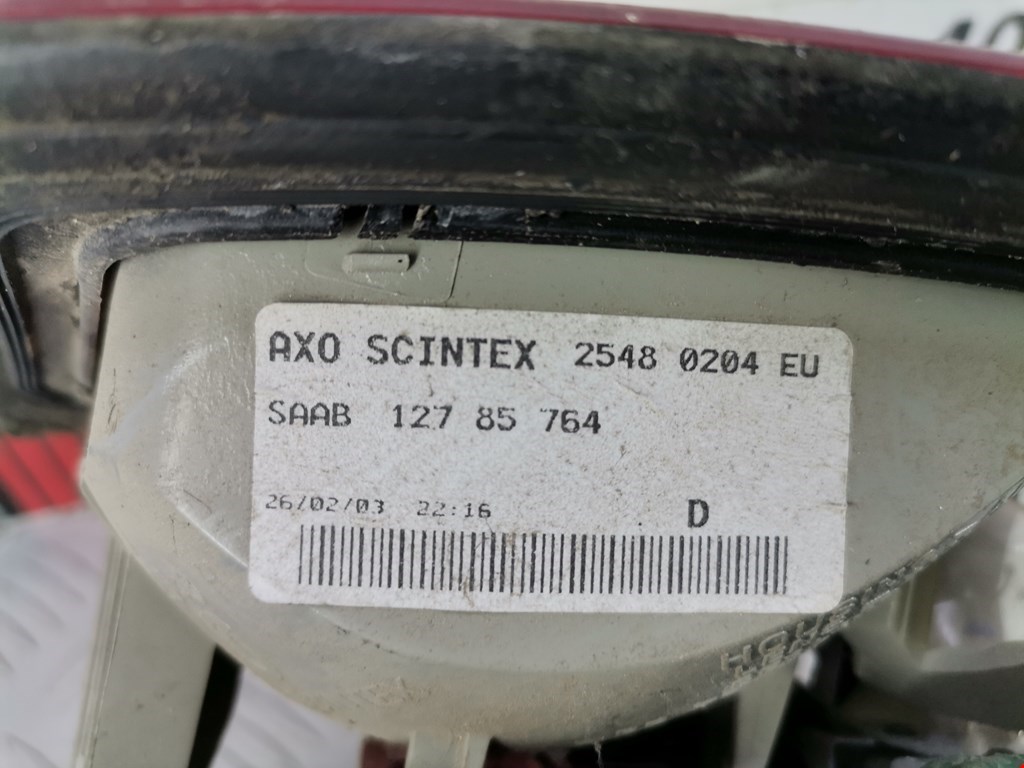 AXO SCINTEX 2548 0204 EU
SAAB 127 85 764
26/02/03 22:16 D